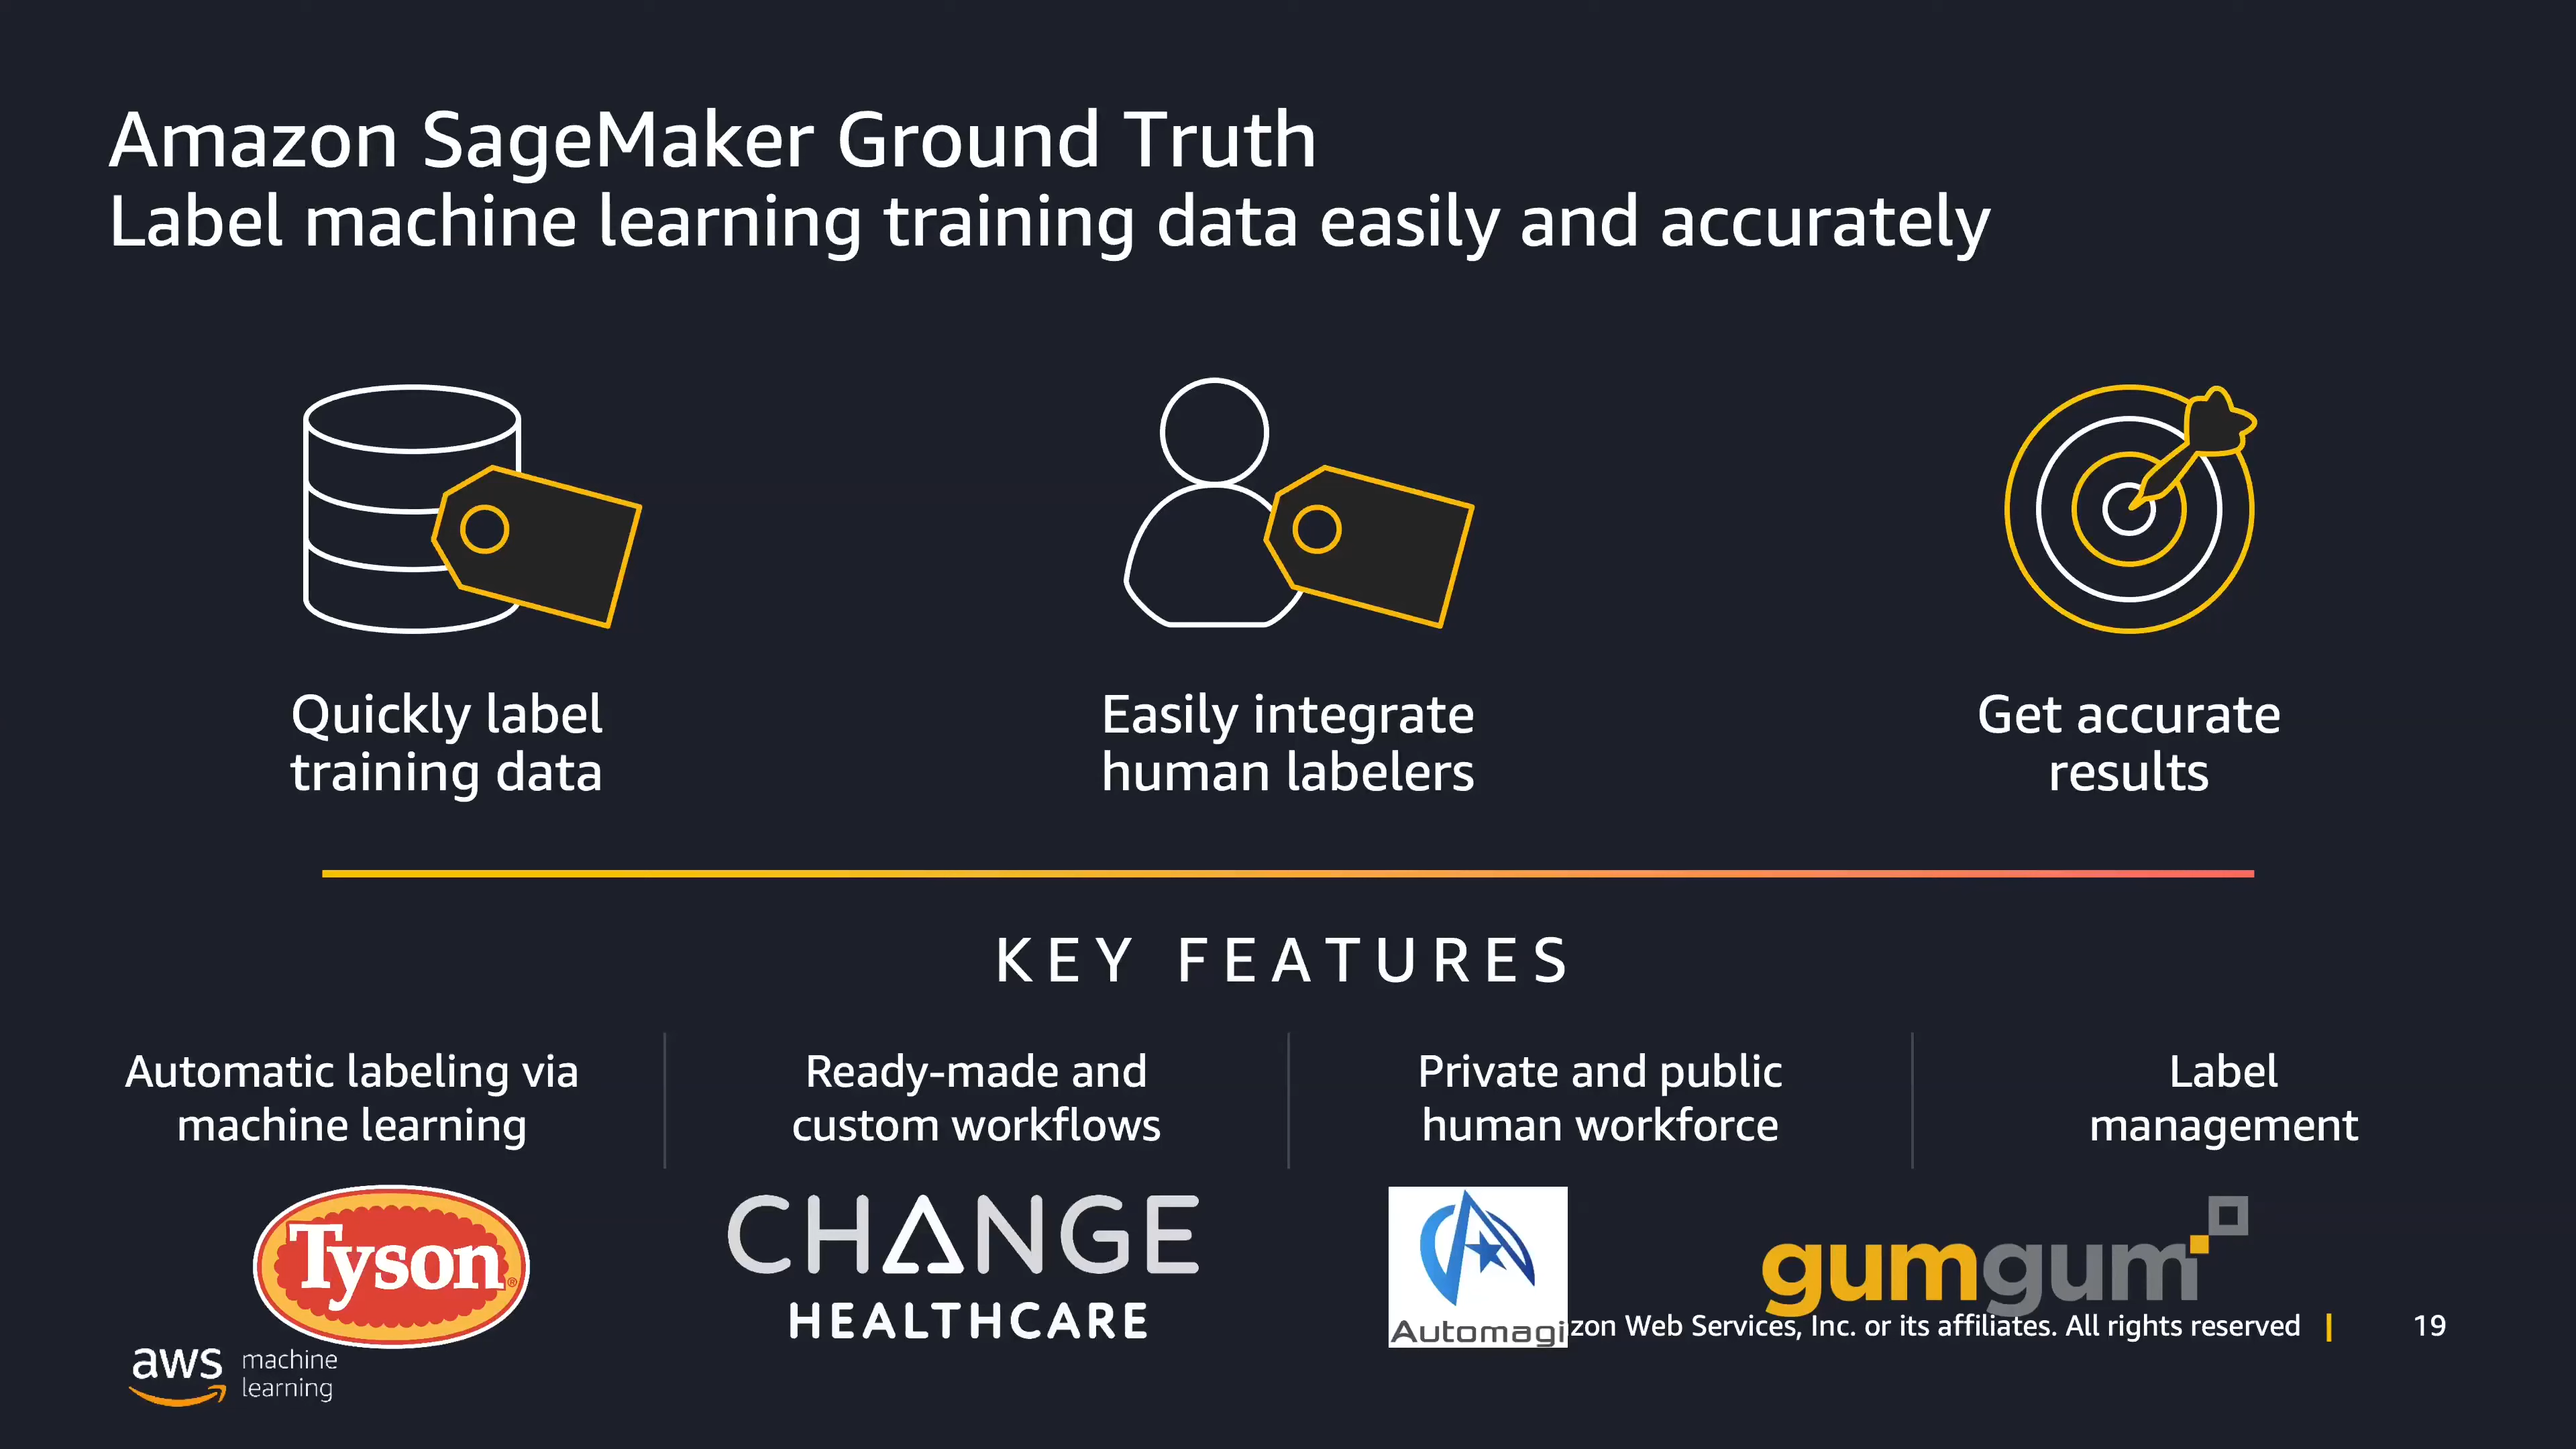 Amazon SageMaker Ground Truth
Label machine learning training data easily and accurately
Quickly label
training data
Easily integrate
human labelers
Get accurate
results
KEY FEATURES
Automatic labeling via
machine learning
Ready-made and
custom workflows
Private and public
human workforce
Label
management
Tyson®
CHANGE
HEALTHCARE
Automagi
gumgum
zon Web Services, Inc. or its affiliates. All rights reserved |
19
aws machine
learning